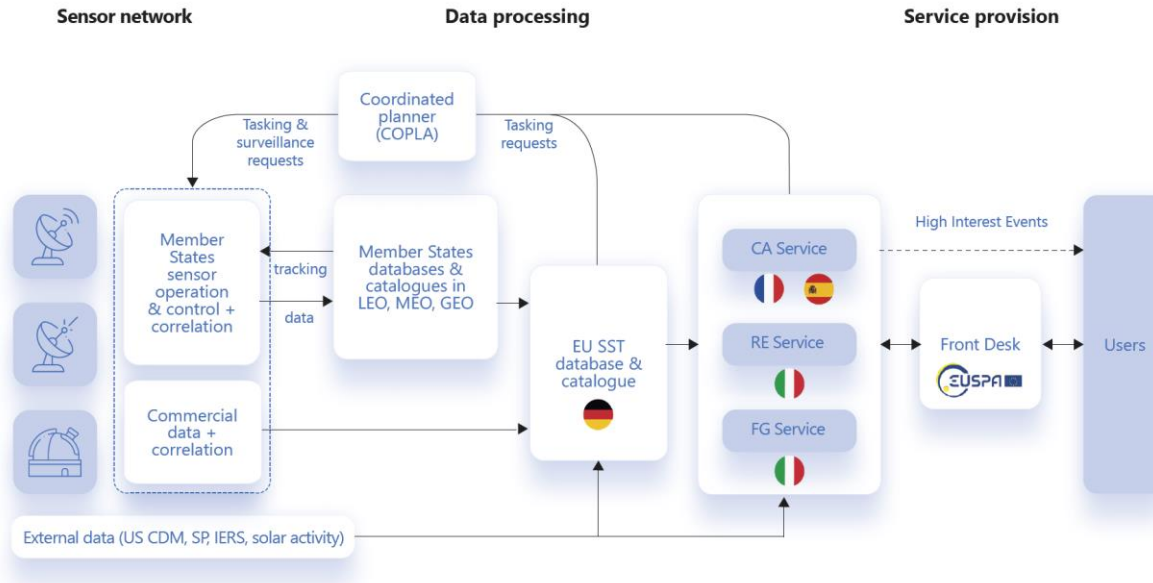 Sensor network
Data processing
Service provision
Coordinated
planner
(COPLA)
Tasking &
surveillance
requests
Tasking
requests
Member
States
sensor
operation
& control +
correlation
tracking
data
Member States
databases &
catalogues in
LEO, MEO, GEO
Commercial
data +
correlation
EU SST
database &
catalogue
CA Service
RE Service
FG Service
High Interest Events
Front Desk
EUSPA
Users
External data (US CDM, SP, IERS, solar activity)